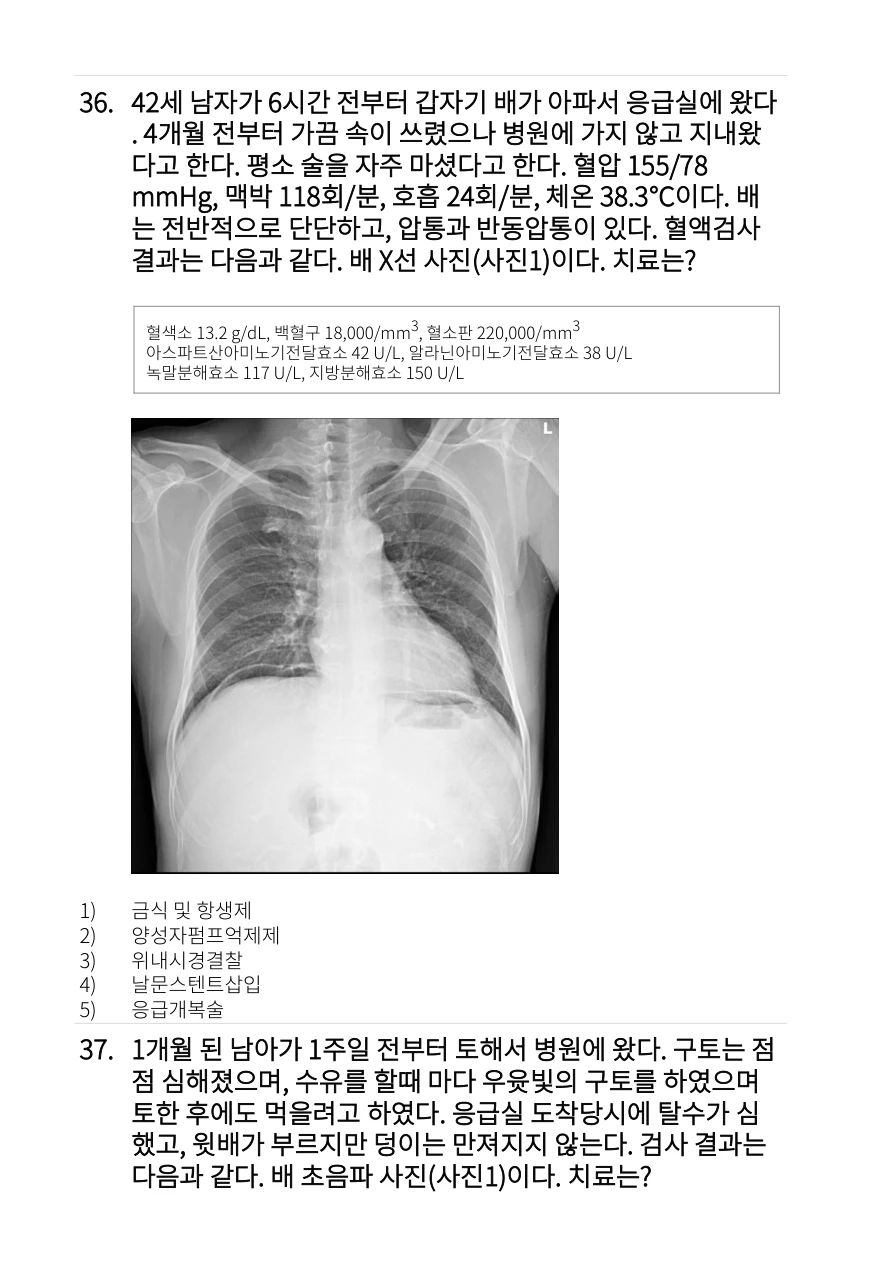 36. 42세 남자가 6시간 전부터 갑자기 배가 아파서 응급실에 왔다
. 4개월 전부터 가끔 속이 쓰렸으나 병원에 가지 않고 지내왔
다고 한다. 평소 술을 자주 마셨다고 한다. 혈압 155/78
mmHg, 맥박 118회/분, 호흡 24회/분, 체온 38.3℃이다. 배
는 전반적으로 단단하고, 압통과 반동압통이 있다. 혈액검사
결과는 다음과 같다. 배 X선 사진(사진1)이다. 치료는?
혈색소 13.2 g/dL, 백혈구 18,000/mm³, 혈소판 220,000/mm³
아스파트산아미노기전달효소 42 U/L, 알라닌아미노기전달효소 38 U/L
녹말분해효소 117 U/L, 지방분해효소 150 U/L
L
1) 금식 및 항생제
2) 양성자펌프억제제
3) 위내시경결찰
4) 날문스텐트삽입
5) 응급개복술
37. 1개월 된 남아가 1주일 전부터 토해서 병원에 왔다. 구토는 점
점 심해졌으며, 수유를 할때 마다 우윳빛의 구토를 하였으며
토한 후에도 먹을려고 하였다. 응급실 도착당시에 탈수가 심
했고, 윗배가 부르지만 덩이는 만져지지 않는다. 검사 결과는
다음과 같다. 배 초음파 사진(사진1)이다. 치료는?